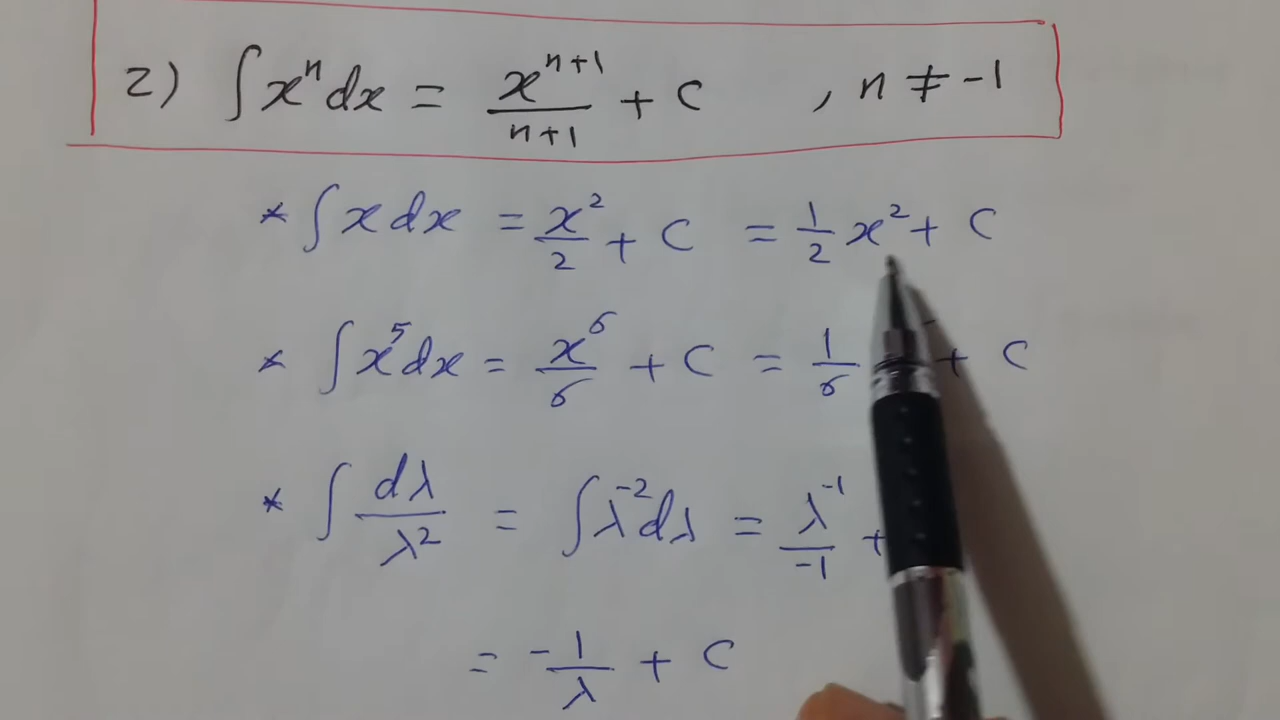 2) ∫xⁿdx = xⁿ⁺¹/n+1 + C , n ≠ -1
* ∫x dx = x²/2 + C = 1/2 x² + C
* ∫x⁵dx = x⁶/6 + C = 1/6 + C
* ∫dλ/λ² = ∫λ⁻²dλ = λ⁻¹/-1 +
= -1/λ + C